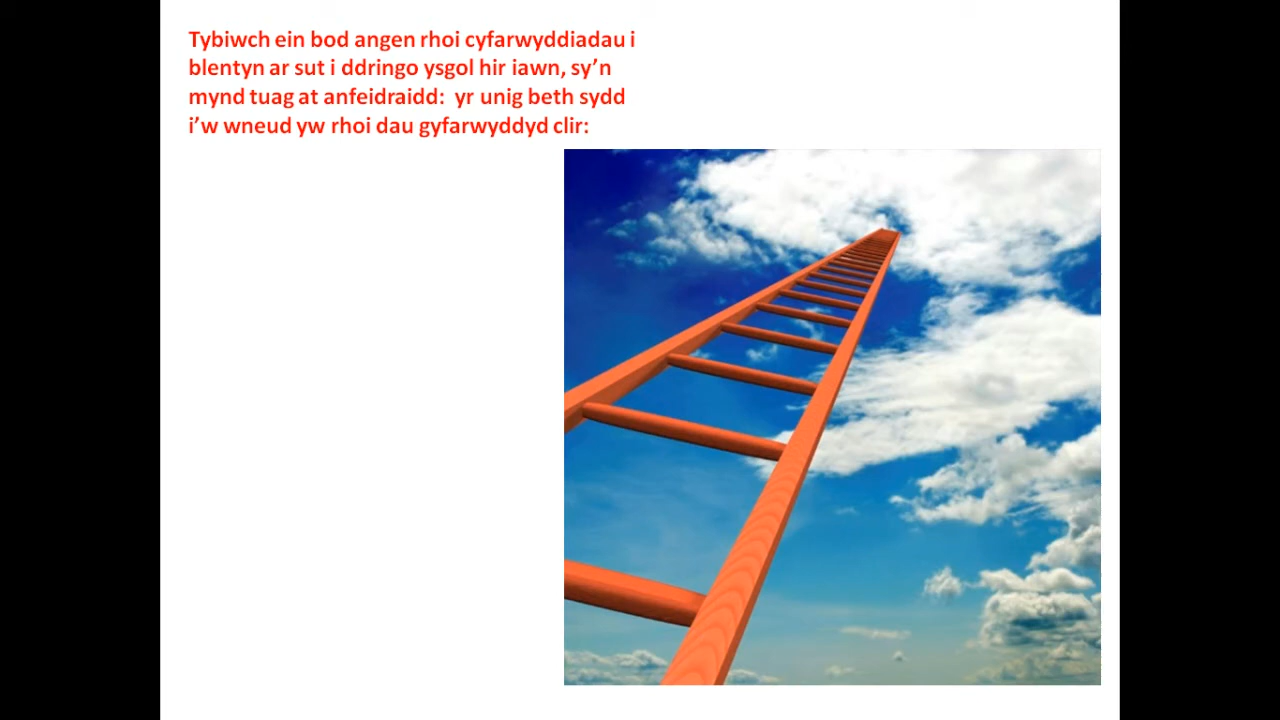 Tybiwch ein bod angen rhoi cyfarwyddiadau i
blentyn ar sut i ddringo ysgol hir iawn, sy’n
mynd tuag at anfeidraidd:  yr unig beth sydd
i’w wneud yw rhoi dau gyfarwyddyd clir: